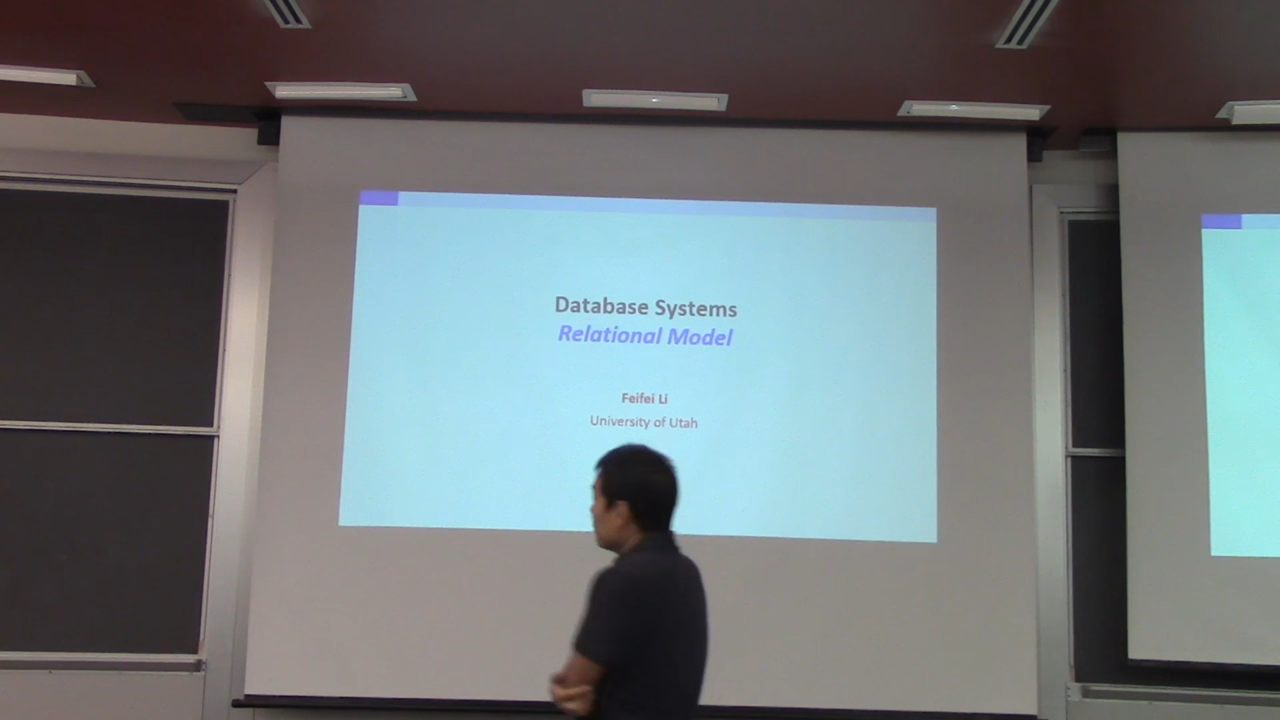 Database Systems
Relational Model
Feifei Li
University of Utah